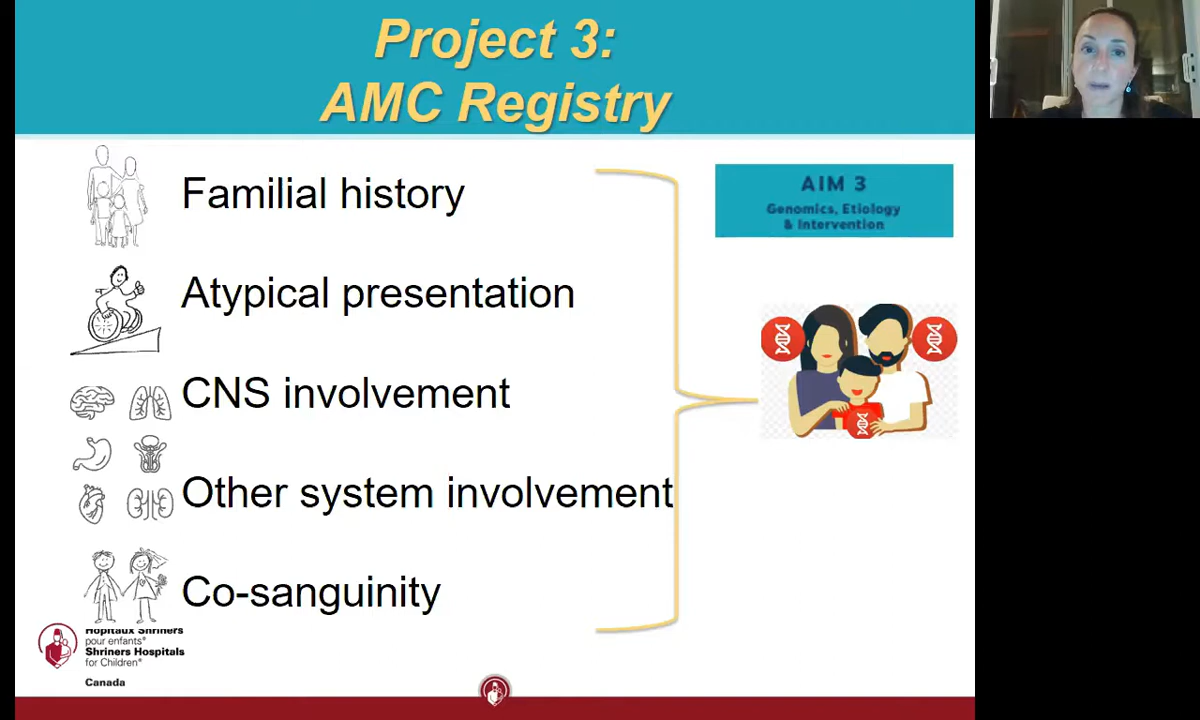 Project 3:
AMC Registry
Familial history
Atypical presentation
CNS involvement
Other system involvement
Co-sanguinity
AIM 3
Genomics, Etiology
& Intervention
Hôpitaux Shriners
pour enfants®
Shriners Hospitals
for Children®
Canada